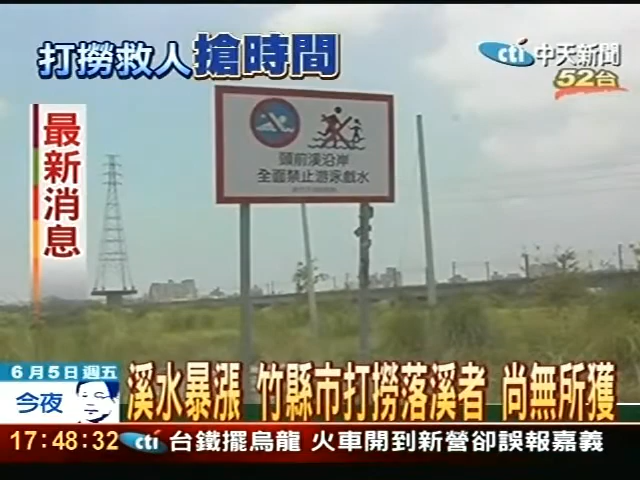 打撈救人搶時間
cti 中天新聞
52台
最新消息
頭前溪沿岸
全面禁止游泳戲水
6月5日週五
今夜
溪水暴漲 竹縣市打撈落溪者 尚無所獲
17:48:32 cti 台鐵擺烏龍 火車開到新營卻誤報嘉義